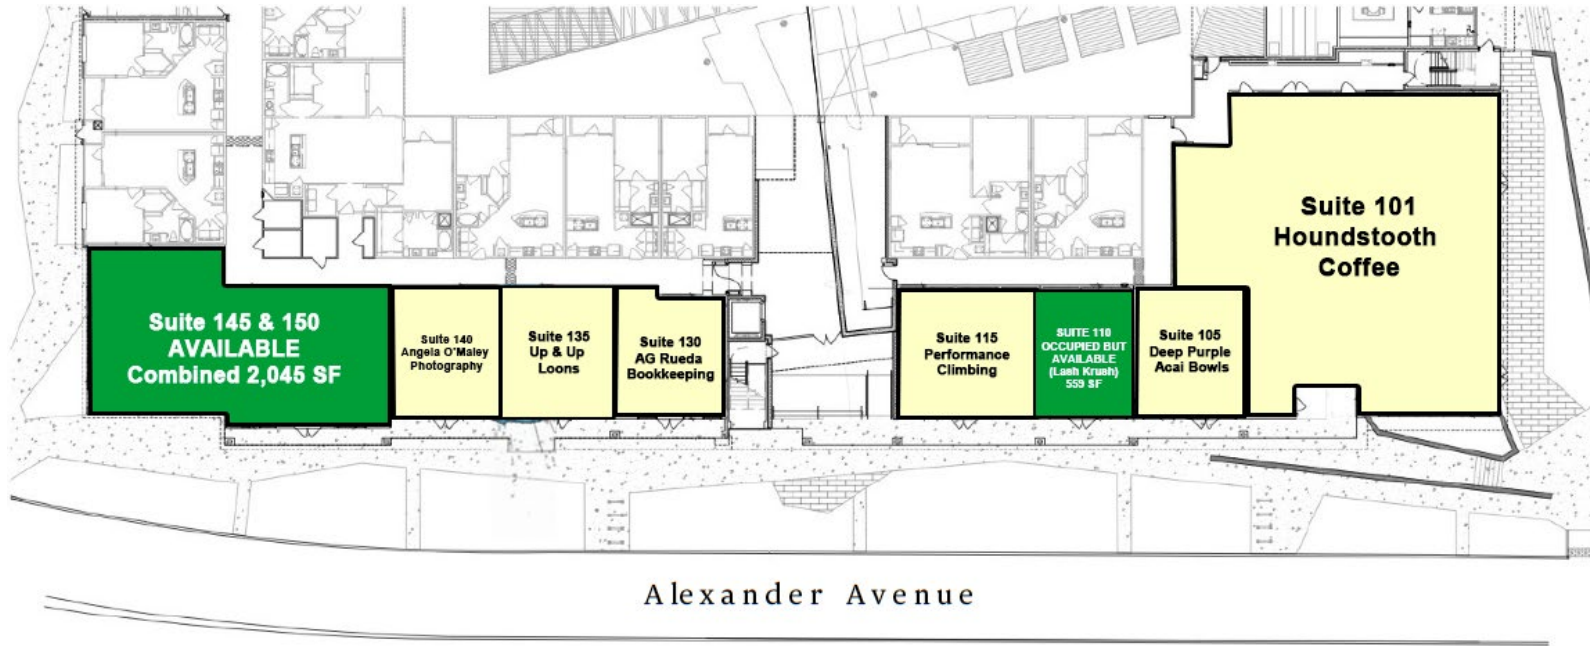 Suite 101
Houndstooth
Coffee
Suite 145 & 150
AVAILABLE
Combined 2,045 SF
Suite 140
Angela O'Maley
Photography
Suite 135
Up & Up
Loons
Suite 130
AG Rueda
Bookkeeping
Suite 115
Performance
Climbing
SUITE 110
OCCUPIED BUT
AVAILABLE
(Lash Krush)
559 SF
Suite 105
Deep Purple
Acai Bowls
Alexander Avenue